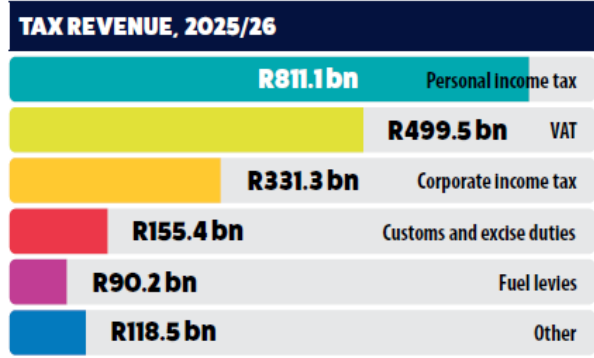 TAX REVENUE, 2025/26
R811.1 bn Personal income tax
R499.5 bn VAT
R331.3 bn Corporate income tax
R155.4 bn Customs and excise duties
R90.2 bn Fuel levies
R118.5 bn Other